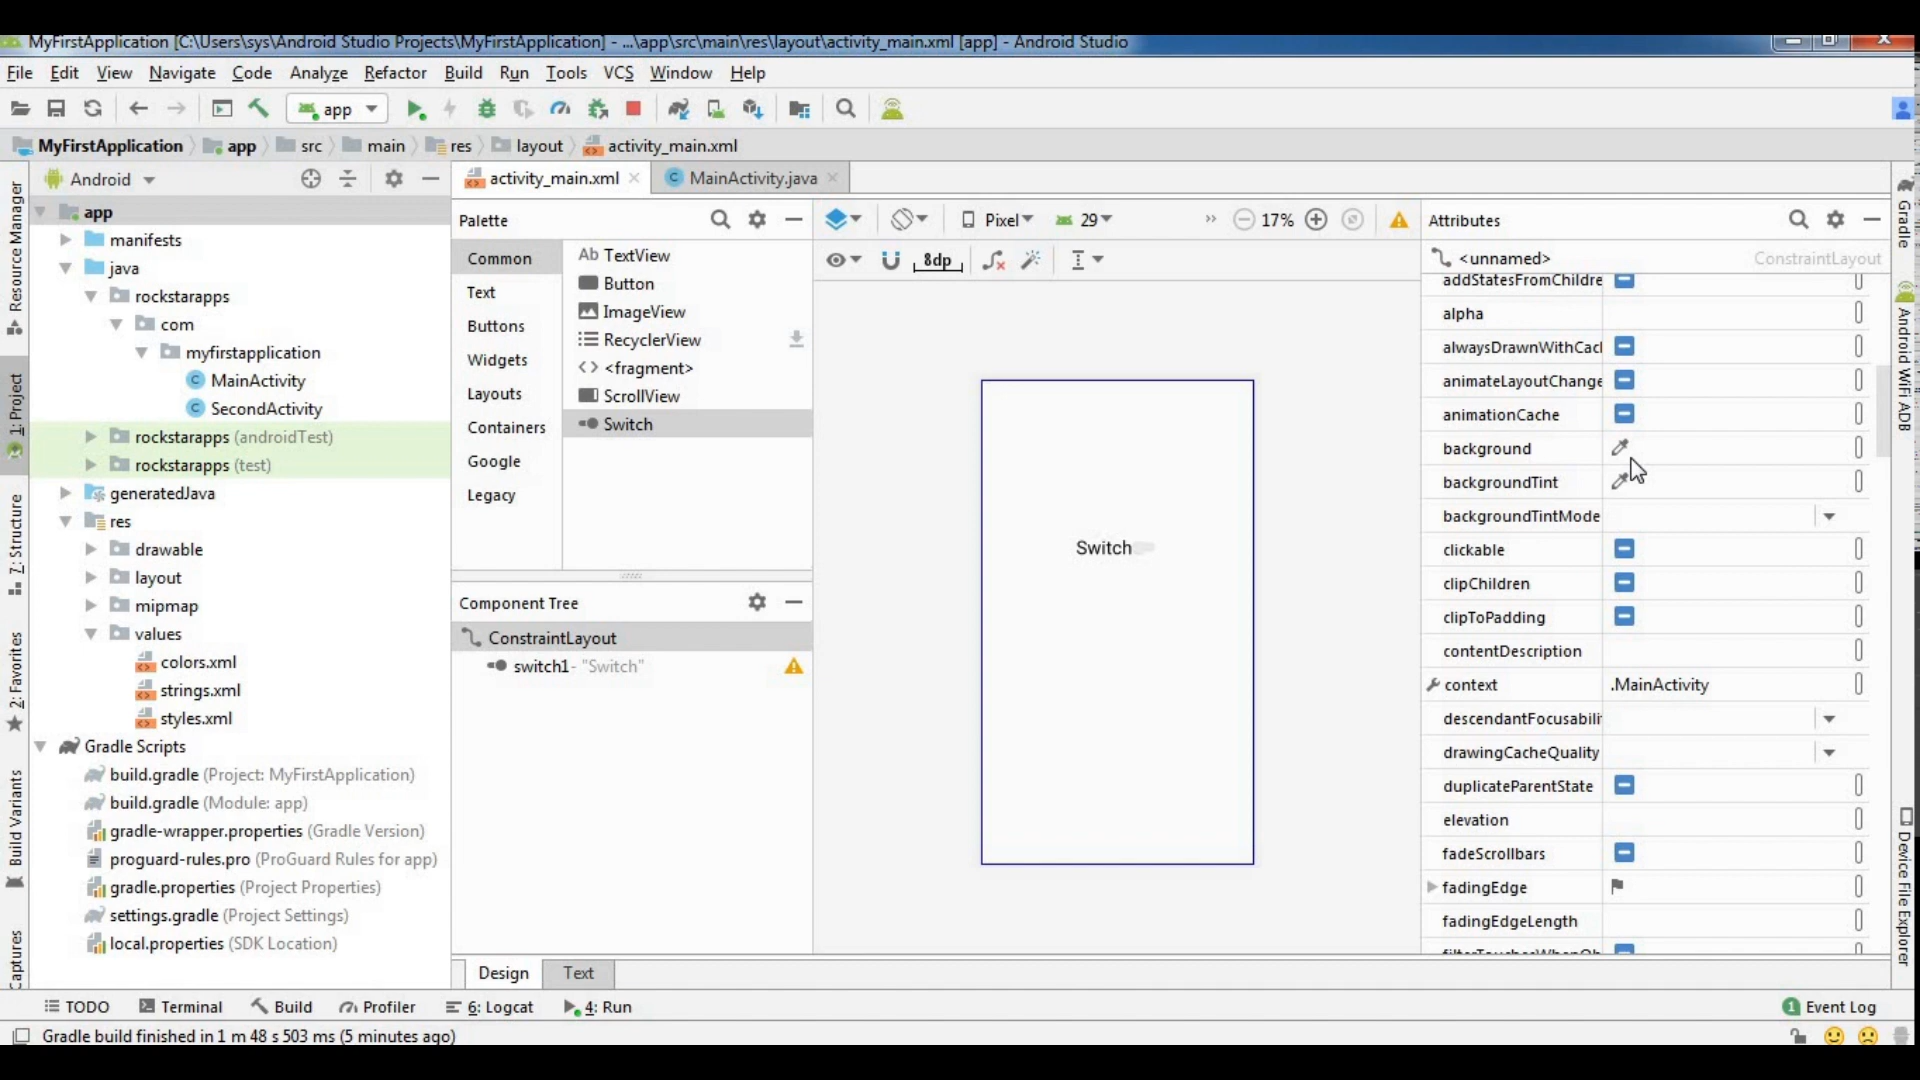 MyFirstApplication [C:\Users\sys\Android Studio Projects\MyFirstApplication] - ...\app\src\main\res\layout\activity_main.xml [app] - Android Studio
File Edit View Navigate Code Analyze Refactor Build Run Tools VCS Window Help
app
MyFirstApplication app src main res layout activity_main.xml
Android
activity_main.xml MainActivity.java
app
manifests
java
rockstarapps
com
myfirstapplication
MainActivity
SecondActivity
rockstarapps (androidTest)
rockstarapps (test)
generatedJava
res
drawable
layout
mipmap
values
colors.xml
strings.xml
styles.xml
Gradle Scripts
build.gradle (Project: MyFirstApplication)
build.gradle (Module: app)
gradle-wrapper.properties (Gradle Version)
proguard-rules.pro (ProGuard Rules for app)
gradle.properties (Project Properties)
settings.gradle (Project Settings)
local.properties (SDK Location)
Resource Manager
1: Project
7: Structure
2: Favorites
Build Variants
Captures
Palette
Common
Text
Buttons
Widgets
Layouts
Containers
Google
Legacy
Ab TextView
Button
ImageView
RecyclerView
<fragment>
ScrollView
Switch
Component Tree
ConstraintLayout
switch1 - "Switch"
Pixel 29 17%
8dp
Switch
Attributes
<unnamed> ConstraintLayout
addStatesFromChildre
alpha
alwaysDrawnWithCacl
animateLayoutChange
animationCache
background
backgroundTint
backgroundTintMode
clickable
clipChildren
clipToPadding
contentDescription
context .MainActivity
descendantFocusabili
drawingCacheQuality
duplicateParentState
elevation
fadeScrollbars
fadingEdge
fadingEdgeLength
Gradle
Android WiFi ADB
Device File Explorer
Design Text
TODO Terminal Build Profiler 6: Logcat 4: Run
1 Event Log
Gradle build finished in 1 m 48 s 503 ms (5 minutes ago)